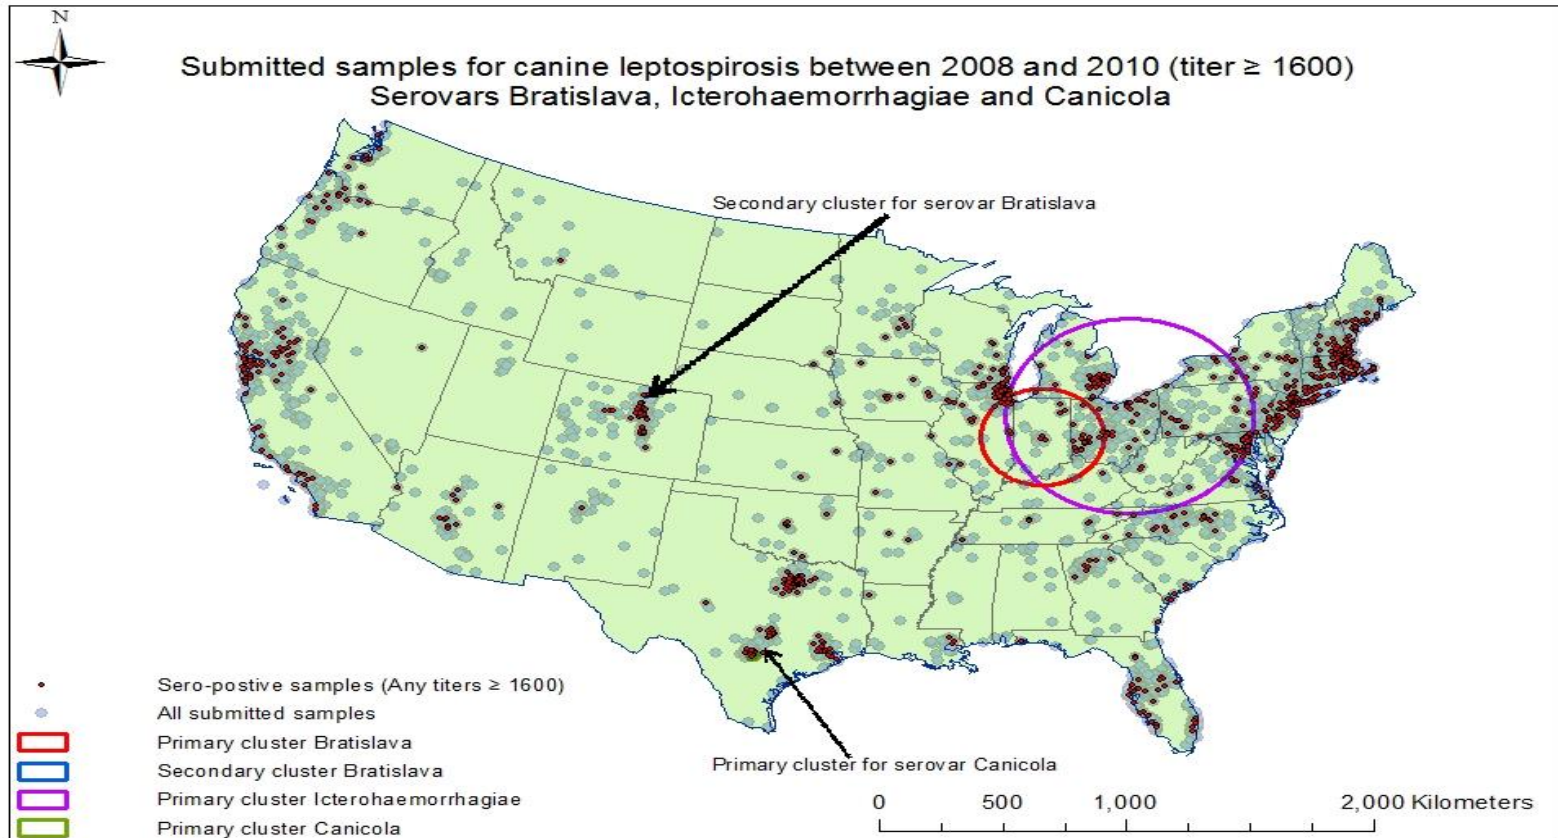 N
Submitted samples for canine leptospirosis between 2008 and 2010 (titer ≥ 1600)
Serovars Bratislava, Icterohaemorrhagiae and Canicola
Secondary cluster for serovar Bratislava
Sero-postive samples (Any titers ≥ 1600)
All submitted samples
Primary cluster Bratislava
Secondary cluster Bratislava
Primary cluster Icterohaemorrhagiae
Primary cluster Canicola
Primary cluster for serovar Canicola
0 500 1,000 2,000 Kilometers